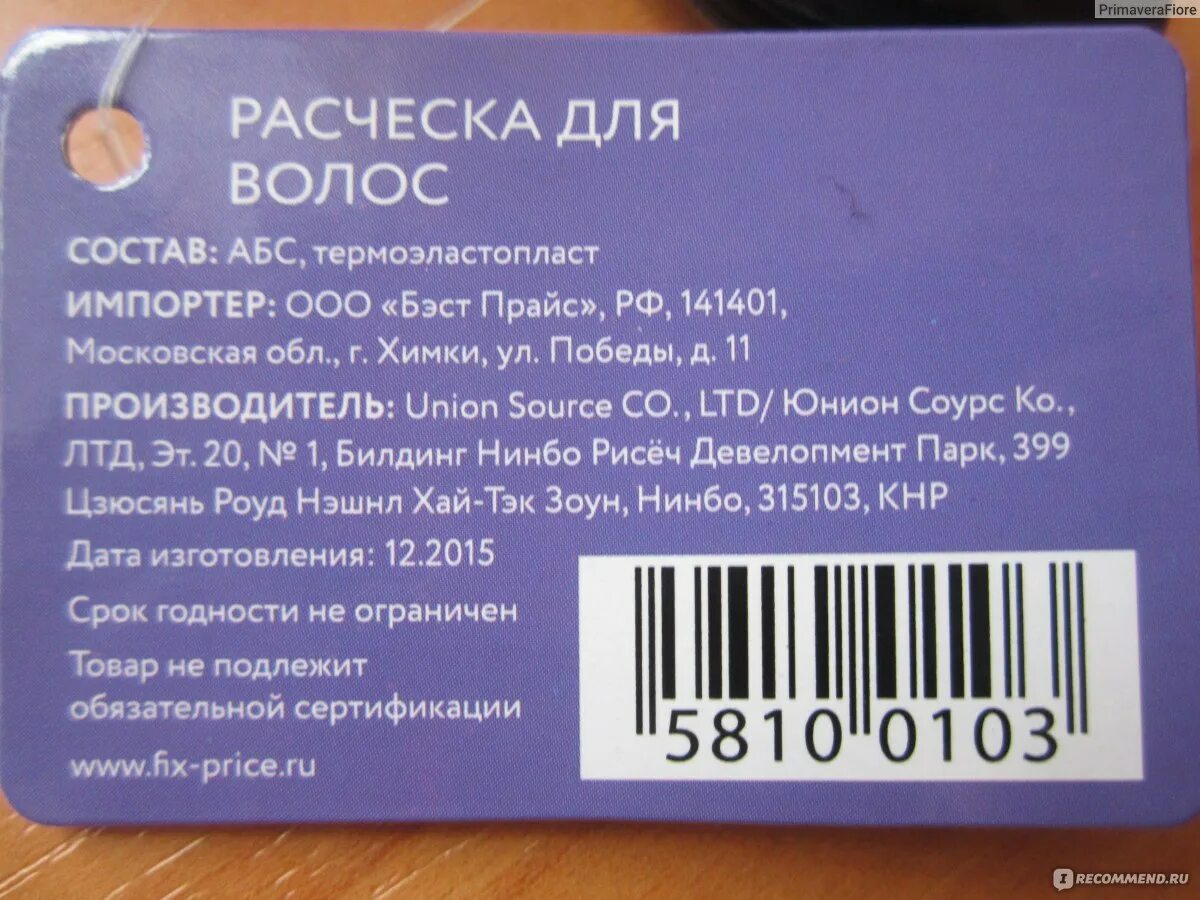 PrimaveraFiore
РАСЧЕСКА ДЛЯ
ВОЛОС
СОСТАВ: АБС, термоэластопласт
ИМПОРТЕР: ООО «Бэст Прайс», РФ, 141401,
Московская обл., г. Химки, ул. Победы, д. 11
ПРОИЗВОДИТЕЛЬ: Union Source CO., LTD/ Юнион Соурс Ко.,
ЛТД, Эт. 20, № 1, Билдинг Нинбо Рисёч Девелопмент Парк, 399
Цзюсянь Роуд Нэшнл Хай-Тэк Зоун, Нинбо, 315103, КНР
Дата изготовления: 12.2015
Срок годности не ограничен
Товар не подлежит
обязательной сертификации
www.fix-price.ru
5810 0103
IRECOMMEND.RU